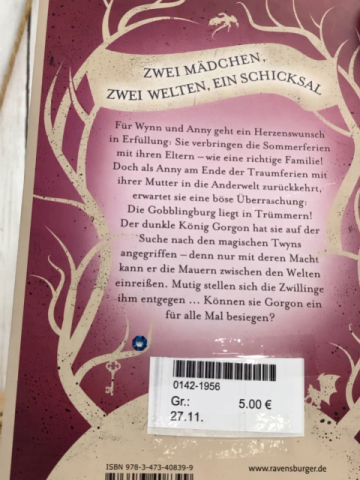 ZWEI MÄDCHEN,
ZWEI WELTEN, EIN SCHICKSAL
Für Wynn und Anny geht ein Herzenswunsch
in Erfüllung: Sie verbringen die Sommerferien
mit ihren Eltern – wie eine richtige Familie!
Doch als Anny am Ende der Traumferien mit
ihrer Mutter in die Anderwelt zurückkehrt,
erwartet sie eine böse Überraschung:
Die Gobblingburg liegt in Trümmern!
Der dunkle König Gorgon hat sie auf der
Suche nach den magischen Twyns
angegriffen – denn nur mit deren Macht
kann er die Mauern zwischen den Welten
einreißen. Mutig stellen sich die Zwillinge
ihm entgegen ... Können sie Gorgon ein
für alle Mal besiegen?
0142-1956
Gr.: 5.00 €
27.11.
ISBN 978-3-473-40839-9
www.ravensburger.de